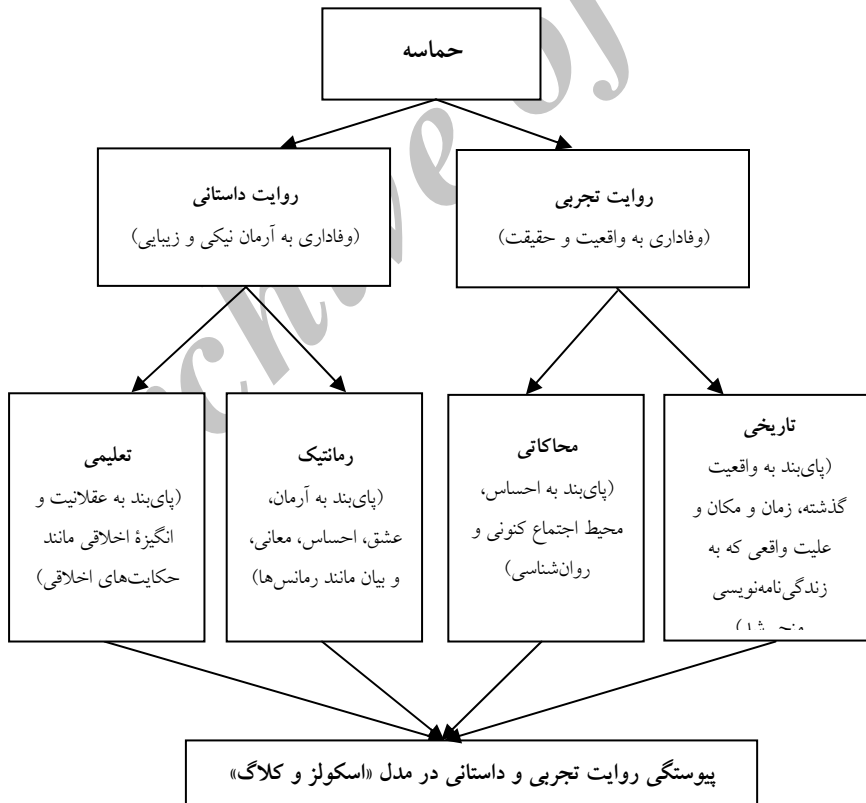 حماسه
روایت تجربی
(وفاداری به واقعیت و حقیقت)
روایت داستانی
(وفاداری به آرمان نیکی و زیبایی)
تاریخی
(پای‌بند به واقعیت
گذشته، زمان و مکان و
علیت واقعی که به
زندگی‌نامه‌نویسی
شد)
محاکاتی
(پای‌بند به احساس،
محیط اجتماع کنونی و
روان‌شناسی)
رمانتیک
(پای‌بند به آرمان،
عشق، احساس، معانی،
و بیان مانند رمانس‌ها)
تعلیمی
(پای‌بند به عقلانیت و
انگیزۀ اخلاقی مانند
حکایت‌های اخلاقی)
پیوستگی روایت تجربی و داستانی در مدل «اسکولز و کلاگ»